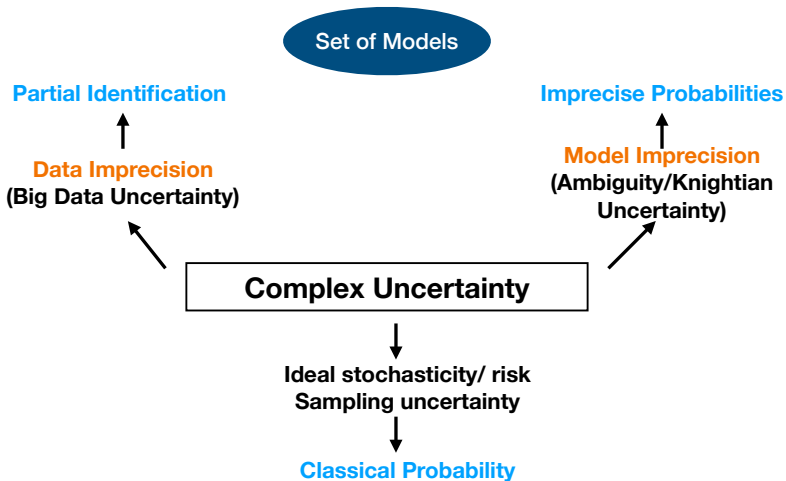 Set of Models
Partial Identification
Imprecise Probabilities
Data Imprecision
(Big Data Uncertainty)
Model Imprecision
(Ambiguity/Knightian
Uncertainty)
Complex Uncertainty
Ideal stochasticity/ risk
Sampling uncertainty
Classical Probability